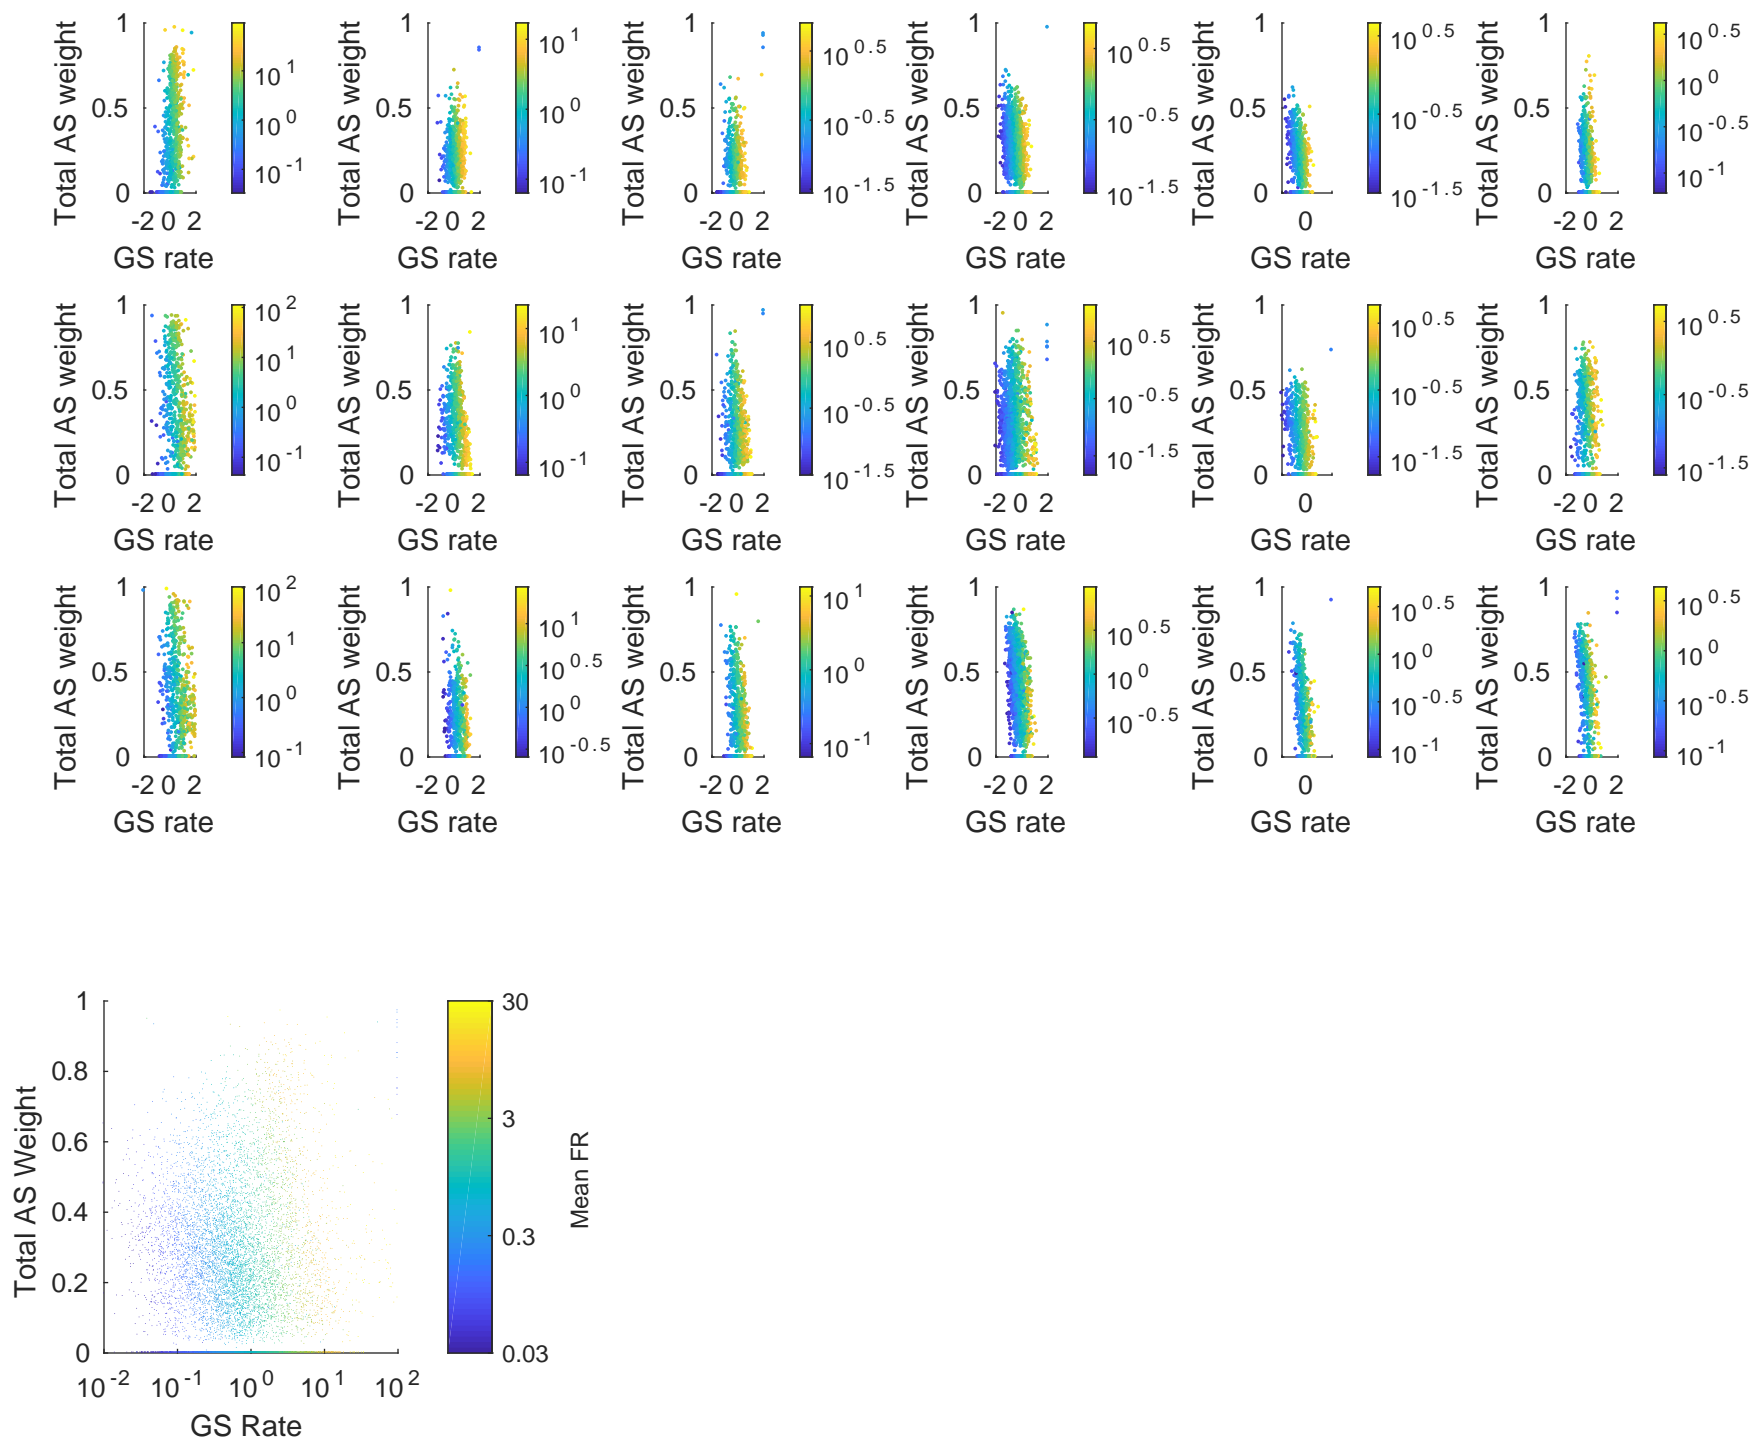 1 10^1 Total AS weight 0.5 10^0 10^-1 0 -2 0 2 GS rate
1 10^1 Total AS weight 0.5 10^0 10^-1 0 -2 0 2 GS rate
1 10^0.5 Total AS weight 0.5 10^-0.5 10^-1.5 0 -2 0 2 GS rate
1 10^0.5 Total AS weight 0.5 10^-0.5 10^-1.5 0 -2 0 2 GS rate
1 10^0.5 Total AS weight 0.5 10^-0.5 10^-1.5 0 0 GS rate
1 10^0.5 10^0 Total AS weight 0.5 10^-0.5 10^-1 0 -2 0 2 GS rate
1 10^2 10^1 Total AS weight 0.5 10^0 10^-1 0 -2 0 2 GS rate
1 10^1 Total AS weight 0.5 10^0 10^-1 0 -2 0 2 GS rate
1 10^0.5 Total AS weight 0.5 10^-0.5 10^-1.5 0 -2 0 2 GS rate
1 10^0.5 Total AS weight 0.5 10^-0.5 10^-1.5 0 -2 0 2 GS rate
1 10^0.5 Total AS weight 0.5 10^-0.5 10^-1.5 0 0 GS rate
1 10^0.5 Total AS weight 0.5 10^-0.5 10^-1.5 0 -2 0 2 GS rate
1 10^2 10^1 Total AS weight 0.5 10^0 10^-1 0 -2 0 2 GS rate
1 10^1 Total AS weight 0.5 10^0.5 10^0 10^-0.5 0 -2 0 2 GS rate
1 10^1 Total AS weight 0.5 10^0 10^-1 0 -2 0 2 GS rate
1 10^0.5 Total AS weight 0.5 10^0 10^-0.5 0 -2 0 2 GS rate
1 10^0.5 10^0 Total AS weight 0.5 10^-0.5 10^-1 0 0 GS rate
1 10^0.5 10^0 Total AS weight 0.5 10^-0.5 10^-1 0 -2 0 2 GS rate
1 30
0.8
3
Total AS Weight
0.6
Mean FR
0.4
0.3
0.2
0 0.03
10^-2 10^-1 10^0 10^1 10^2
GS Rate